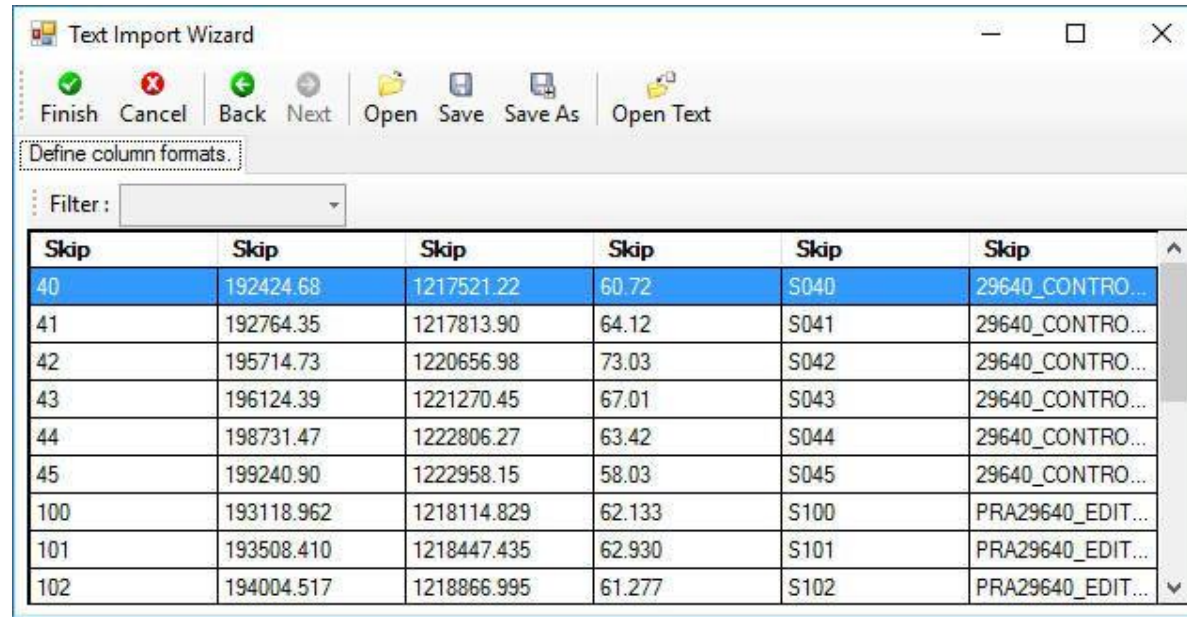 Text Import Wizard
Finish Cancel Back Next Open Save Save As Open Text
Define column formats.
Filter :
Skip Skip Skip Skip Skip Skip
40 192424.68 1217521.22 60.72 S040 29640_CONTRO...
41 192764.35 1217813.90 64.12 S041 29640_CONTRO...
42 195714.73 1220656.98 73.03 S042 29640_CONTRO...
43 196124.39 1221270.45 67.01 S043 29640_CONTRO...
44 198731.47 1222806.27 63.42 S044 29640_CONTRO...
45 199240.90 1222958.15 58.03 S045 29640_CONTRO...
100 193118.962 1218114.829 62.133 S100 PRA29640_EDIT...
101 193508.410 1218447.435 62.930 S101 PRA29640_EDIT...
102 194004.517 1218866.995 61.277 S102 PRA29640_EDIT...